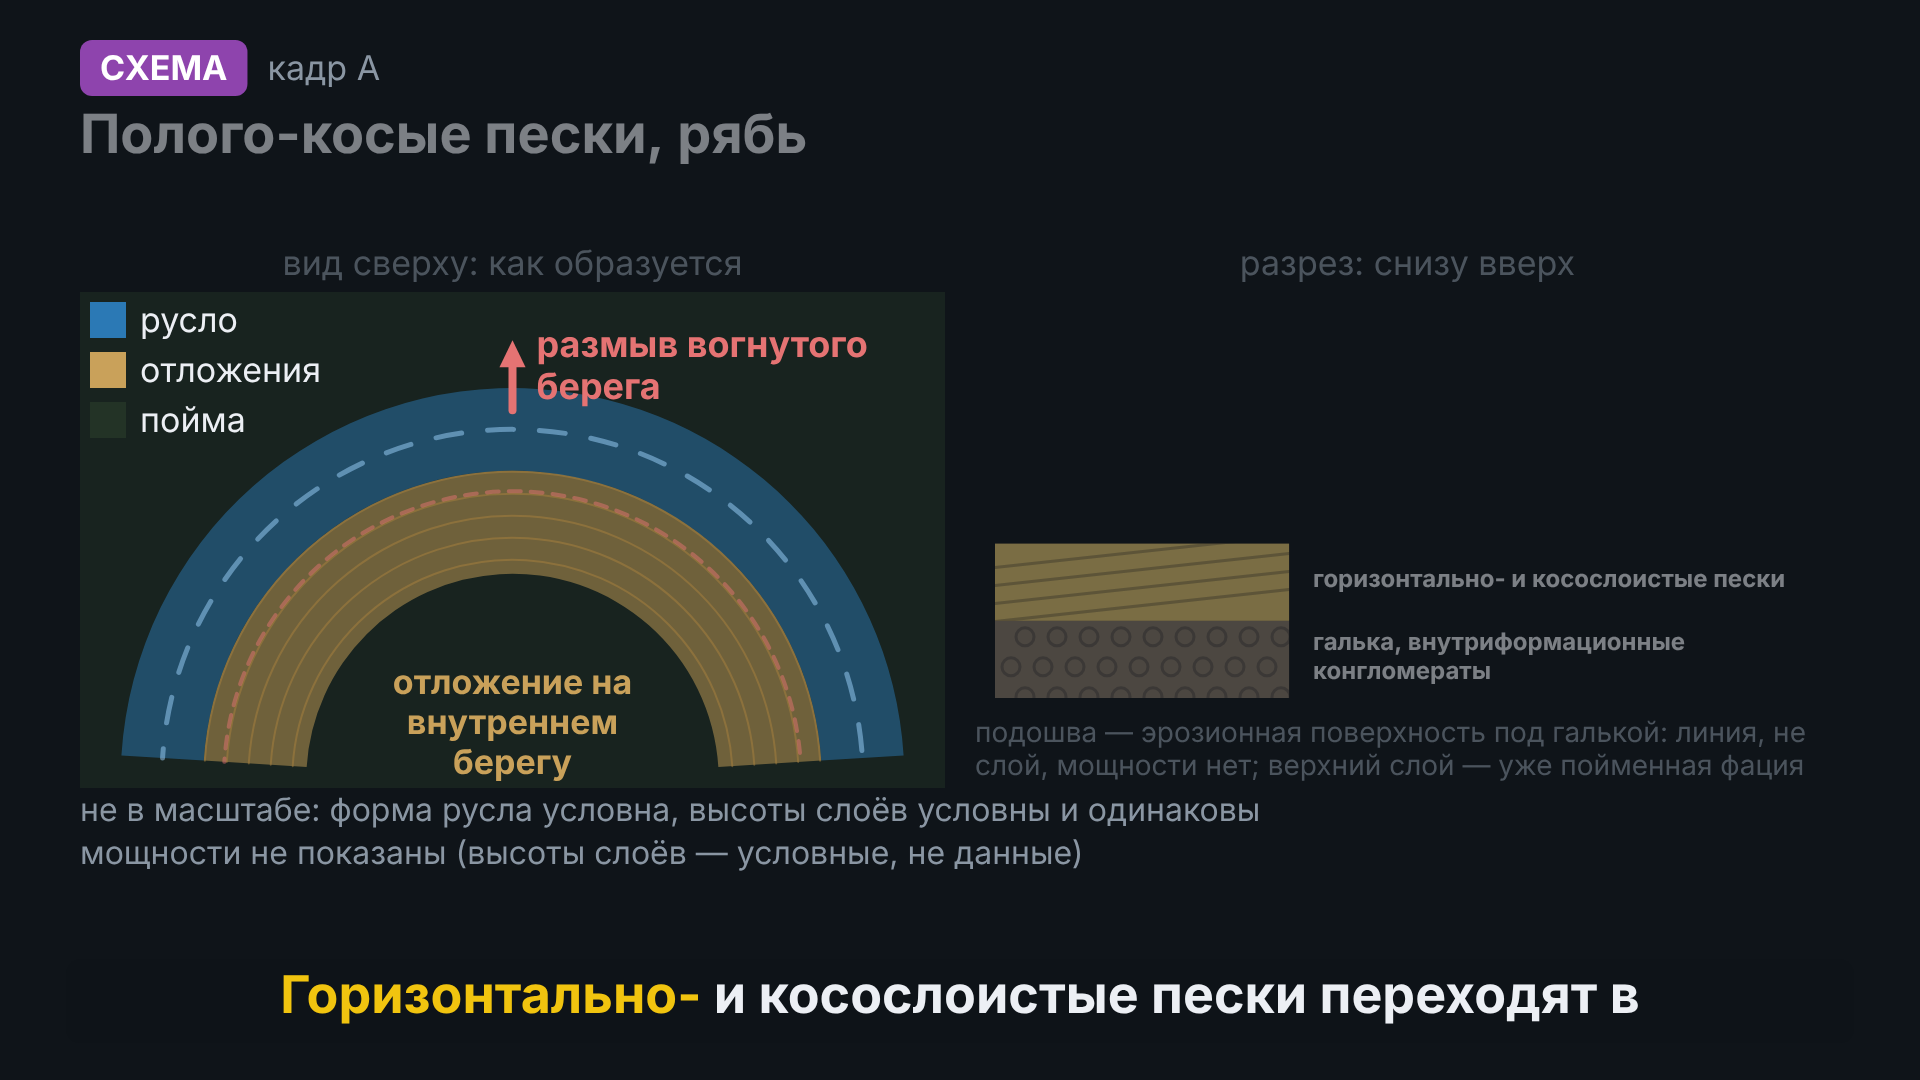 СХЕМА кадр А
Полого-косые пески, рябь
вид сверху: как образуется
русло
отложения
пойма
размыв вогнутого
берега
отложение на
внутреннем
берегу
разрез: снизу вверх
горизонтально- и косослоистые пески
галька, внутриформационные
конгломераты
подошва — эрозионная поверхность под галькой: линия, не
слой, мощности нет; верхний слой — уже пойменная фация
не в масштабе: форма русла условна, высоты слоёв условны и одинаковы
мощности не показаны (высоты слоёв — условные, не данные)
Горизонтально- и косослоистые пески переходят в